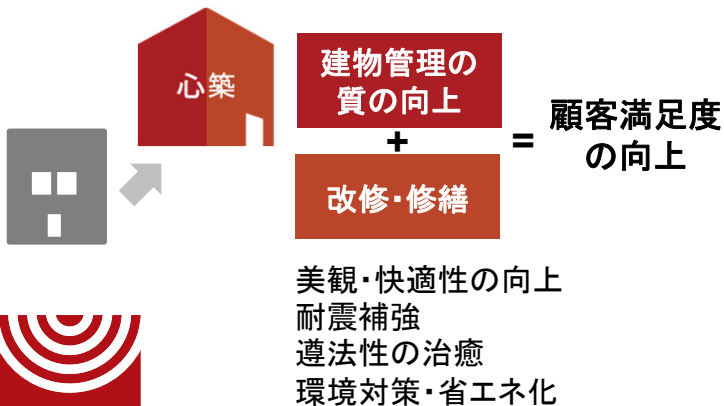 心築
建物管理の
質の向上
+
改修・修繕
= 顧客満足度
の向上
美観・快適性の向上
耐震補強
遵法性の治癒
環境対策・省エネ化